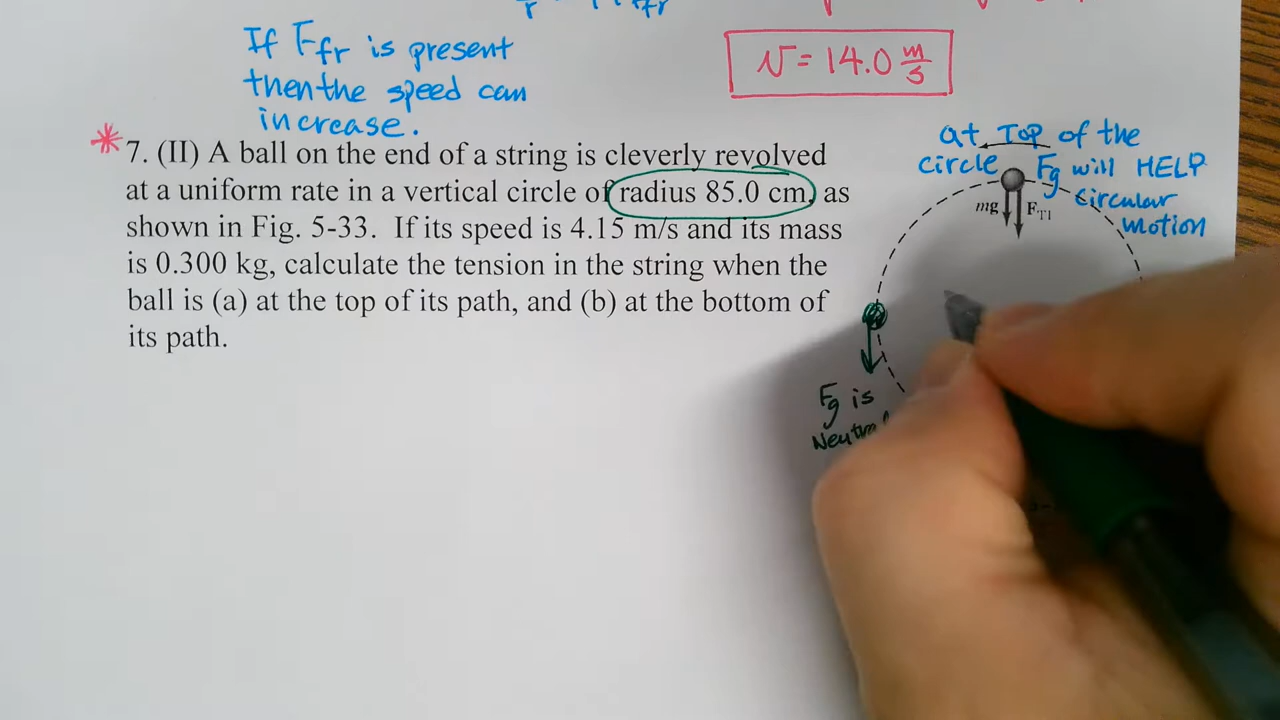 If Ffr is present
then the speed can
increase.
v = 14.0 m/s
* 7. (II) A ball on the end of a string is cleverly revolved
at a uniform rate in a vertical circle of radius 85.0 cm, as
shown in Fig. 5-33. If its speed is 4.15 m/s and its mass
is 0.300 kg, calculate the tension in the string when the
ball is (a) at the top of its path, and (b) at the bottom of
its path.
at TOP of the
circle Fg will HELP
circular
motion
mg
FT1
Fg is